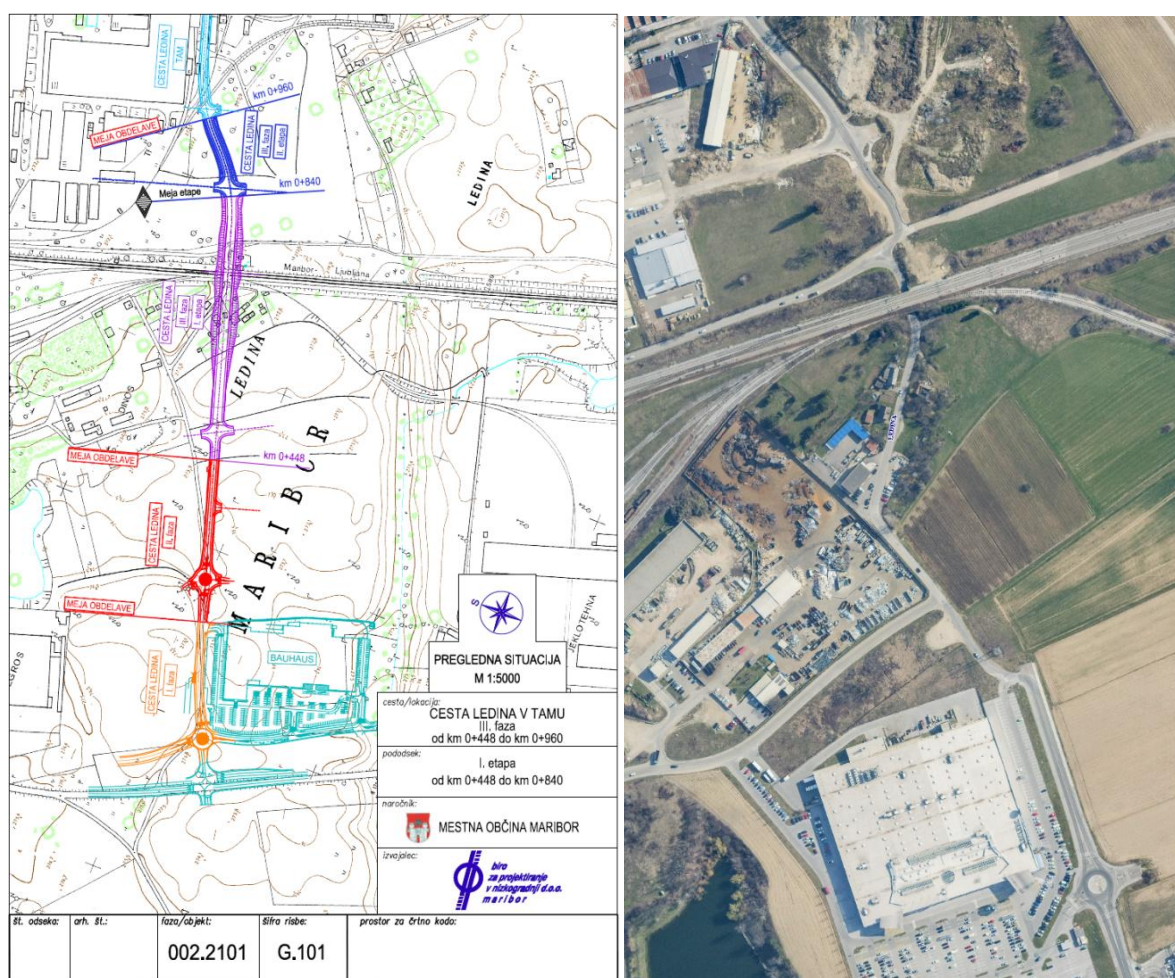 CESTA LEDINA
TAM
km 0+960
MEJA OBDELAVE
CESTA LEDINA
III. faza
II. etapa
LEDINA
km 0+840
Meja etape
Maribor - Ljubljana
CESTA LEDINA
III. faza
I. etapa
LEDINA
DINOS
MEJA OBDELAVE
km 0+448
MARIBOR
CESTA LEDINA
II. faza
MEJA OBDELAVE
BAUHAUS
CESTA LEDINA
I. faza
S
JEKLOTEHNA
PREGLEDNA SITUACIJA
M 1:5000
cesta/lokacija:
CESTA LEDINA V TAMU
III. faza
od km 0+448 do km 0+960
pododsek:
I. etapa
od km 0+448 do km 0+840
naročnik:
MESTNA OBČINA MARIBOR
izvajalec:
biro
za projektiranje
v nizkogradnji d.o.o.
maribor
št. odseka:
arh. št.:
faza/objekt:
šifra risbe:
prostor za črtno kodo:
002.2101
G.101
LEDINA